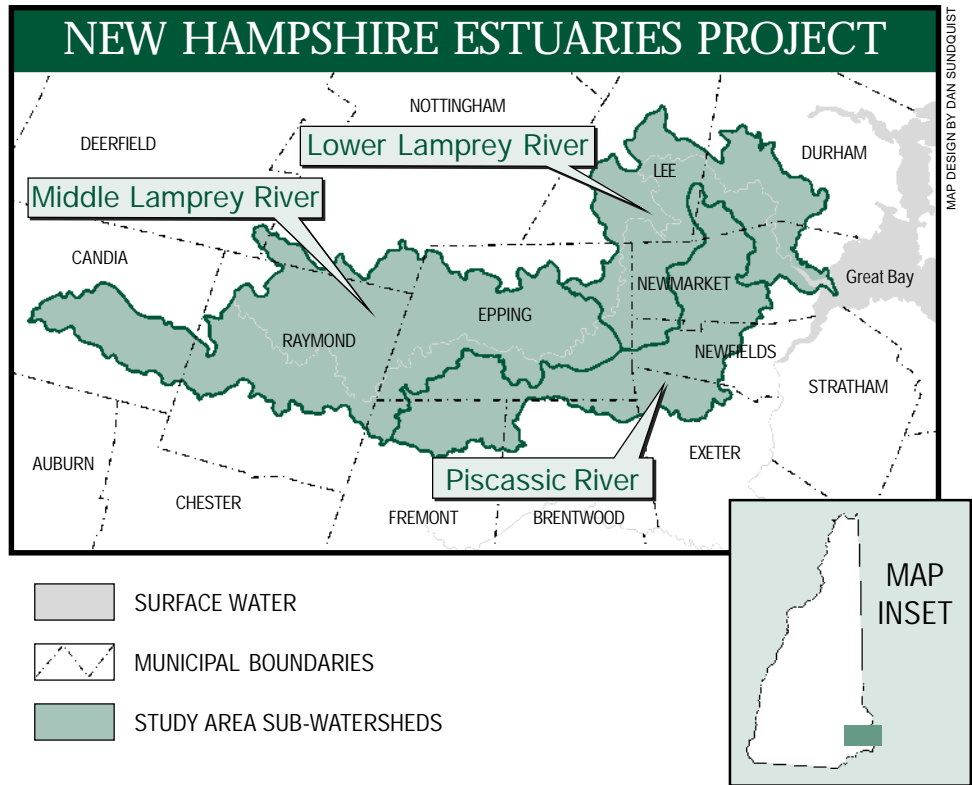 NEW HAMPSHIRE ESTUARIES PROJECT
MAP DESIGN BY DAN SUNDQUIST
NOTTINGHAM
DEERFIELD
Lower Lamprey River
DURHAM
LEE
Middle Lamprey River
CANDIA
Great Bay
NEWMARKET
EPPING
RAYMOND
NEWFIELDS
STRATHAM
EXETER
AUBURN
Piscassic River
CHESTER
FREMONT
BRENTWOOD
MAP
INSET
SURFACE WATER
MUNICIPAL BOUNDARIES
STUDY AREA SUB-WATERSHEDS